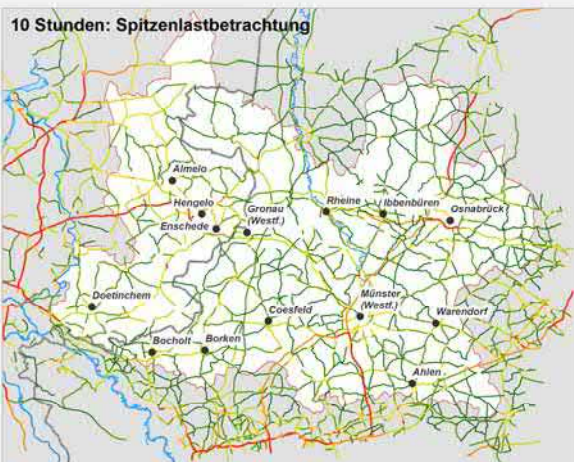 10 Stunden: Spitzenlastbetrachtung
Almelo
Hengelo
Enschede
Gronau
(Westf.)
Rheine
Ibbenbüren
Osnabrück
Doetinchem
Bocholt
Borken
Coesfeld
Münster
(Westf.)
Warendorf
Ahlen